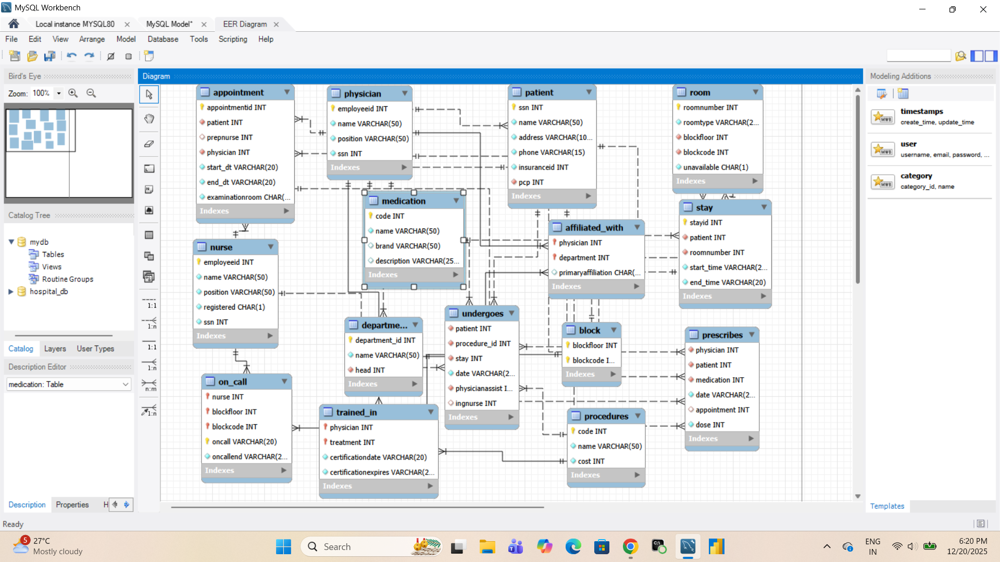 MySQL Workbench
Local instance MYSQL80
MySQL Model*
EER Diagram
File Edit View Arrange Model Database Tools Scripting Help
Bird's Eye
Zoom: 100%
Catalog Tree
mydb
Tables
Views
Routine Groups
hospital_db
Catalog Layers User Types
Description Editor
medication: Table
Description Properties H
Ready
1:1
1:n
1:1
1:n
n:m
1:n
Diagram
appointment
appointmentid INT
patient INT
prepnurse INT
physician INT
start_dt VARCHAR(20)
end_dt VARCHAR(20)
examinationroom CHAR(...
Indexes
physician
employeeid INT
name VARCHAR(50)
position VARCHAR(50)
ssn INT
Indexes
patient
ssn INT
name VARCHAR(50)
address VARCHAR(10...
phone VARCHAR(15)
insuranceid INT
pcp INT
Indexes
room
roomnumber INT
roomtype VARCHAR(2...
blockfloor INT
blockcode INT
unavailable CHAR(1)
Indexes
medication
code INT
name VARCHAR(50)
brand VARCHAR(50)
description VARCHAR(25...
Indexes
stay
stayid INT
patient INT
roomnumber INT
start_time VARCHAR(2...
end_time VARCHAR(20)
Indexes
affiliated_with
physician INT
department INT
primaryaffiliation CHAR(...
Indexes
nurse
employeeid INT
name VARCHAR(50)
position VARCHAR(50)
registered CHAR(1)
ssn INT
Indexes
departme...
department_id INT
name VARCHAR(50)
head INT
Indexes
undergoes
patient INT
procedure_id INT
stay INT
date VARCHAR(2...
physicianassist I...
ingnurse INT
Indexes
block
blockfloor INT
blockcode I...
Indexes
prescribes
physician INT
patient INT
medication INT
date VARCHAR(2...
appointment INT
dose INT
Indexes
on_call
nurse INT
blockfloor INT
blockcode INT
oncall VARCHAR(20)
oncallend VARCHAR(2...
Indexes
trained_in
physician INT
treatment INT
certificationdate VARCHAR(20)
certificationexpires VARCHAR(2...
Indexes
procedures
code INT
name VARCHAR(50)
cost INT
Indexes
Modeling Additions
MWB
timestamps
create_time, update_time
MWB
user
username, email, password, ...
MWB
category
category_id, name
Templates
5
27°C
Mostly cloudy
Search
ENG
IN
6:20 PM
12/20/2025